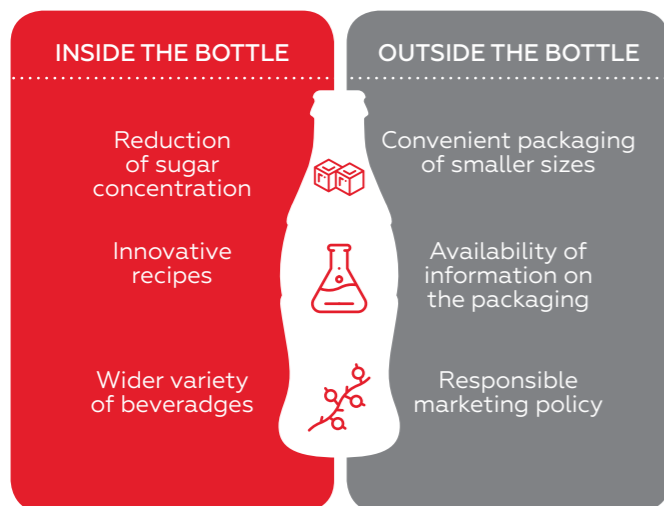 INSIDE THE BOTTLE
Reduction
of sugar
concentration
Innovative
recipes
Wider variety
of beveradges
OUTSIDE THE BOTTLE
Convenient packaging
of smaller sizes
Availability of
information on
the packaging
Responsible
marketing policy